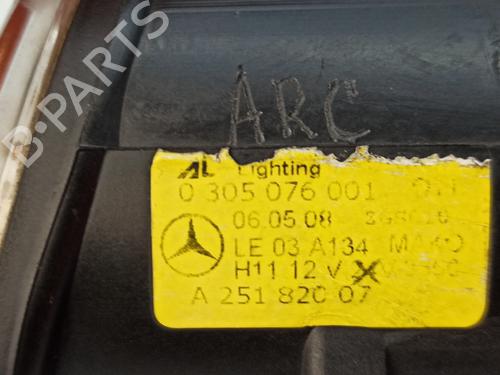 B-PARTS
ARC
AL Lighting
0 305 076 001
06.05.08
LE 03 A134
H11 12 V
A 251 820 07